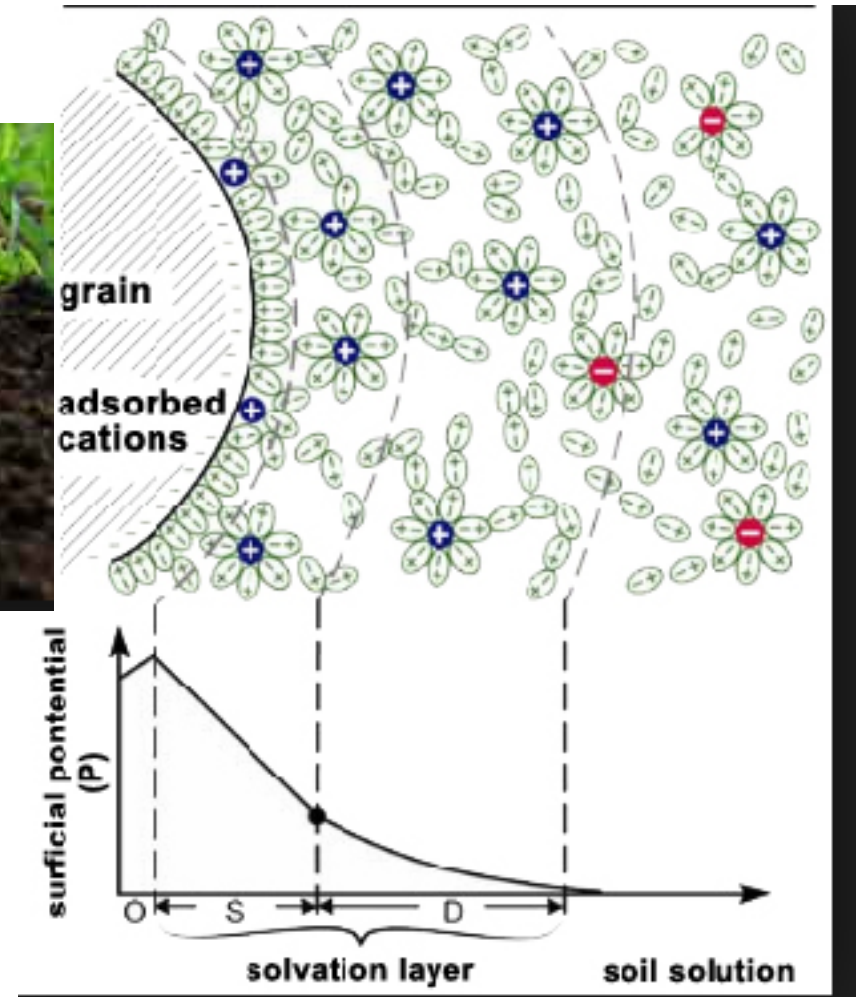 grain
adsorbed
cations
surficial pontential
(P)
O
S
D
solvation layer
soil solution